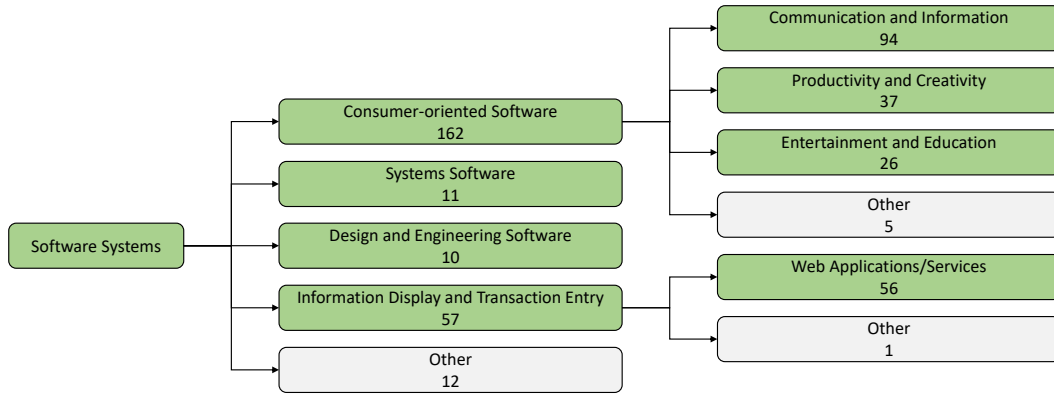 Software Systems
Consumer-oriented Software
162
Systems Software
11
Design and Engineering Software
10
Information Display and Transaction Entry
57
Other
12
Communication and Information
94
Productivity and Creativity
37
Entertainment and Education
26
Other
5
Web Applications/Services
56
Other
1